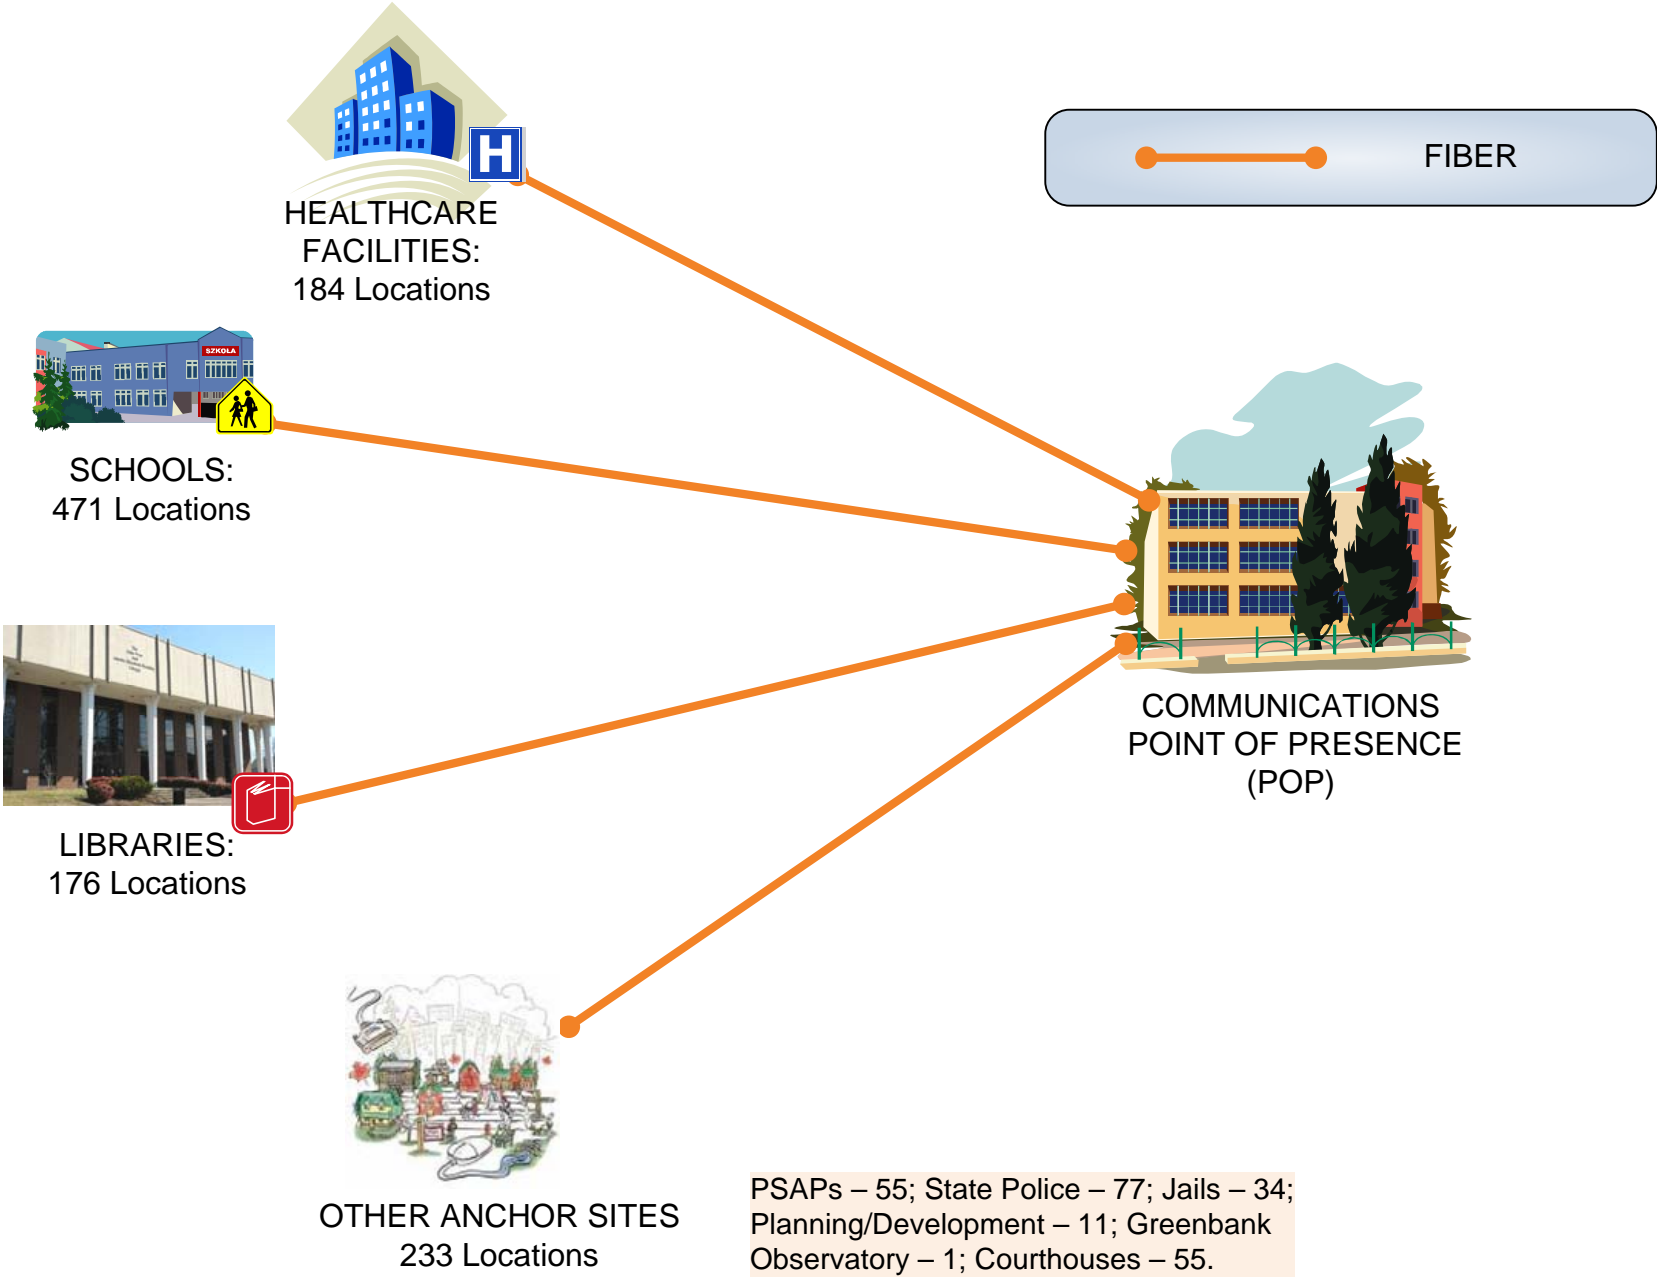 H
FIBER
HEALTHCARE
FACILITIES:
184 Locations
SZKOŁA
SCHOOLS:
471 Locations
COMMUNICATIONS
POINT OF PRESENCE
(POP)
LIBRARIES:
176 Locations
OTHER ANCHOR SITES
233 Locations
PSAPs – 55; State Police – 77; Jails – 34;
Planning/Development – 11; Greenbank
Observatory – 1; Courthouses – 55.